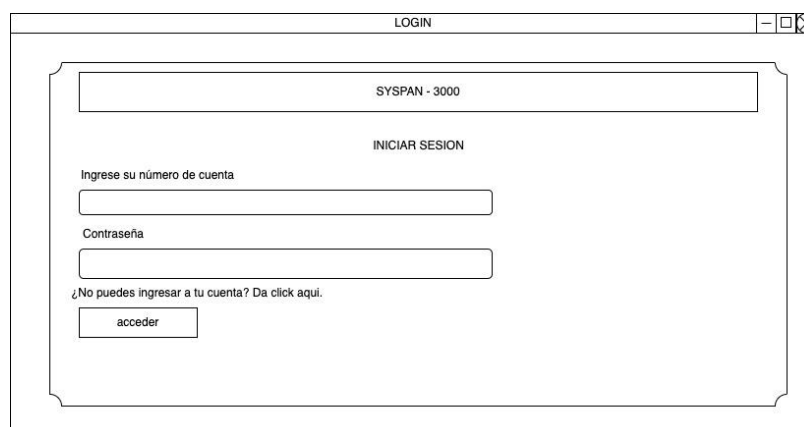 LOGIN
SYSPAN - 3000
INICIAR SESION
Ingrese su número de cuenta
Contraseña
¿No puedes ingresar a tu cuenta? Da click aqui.
acceder